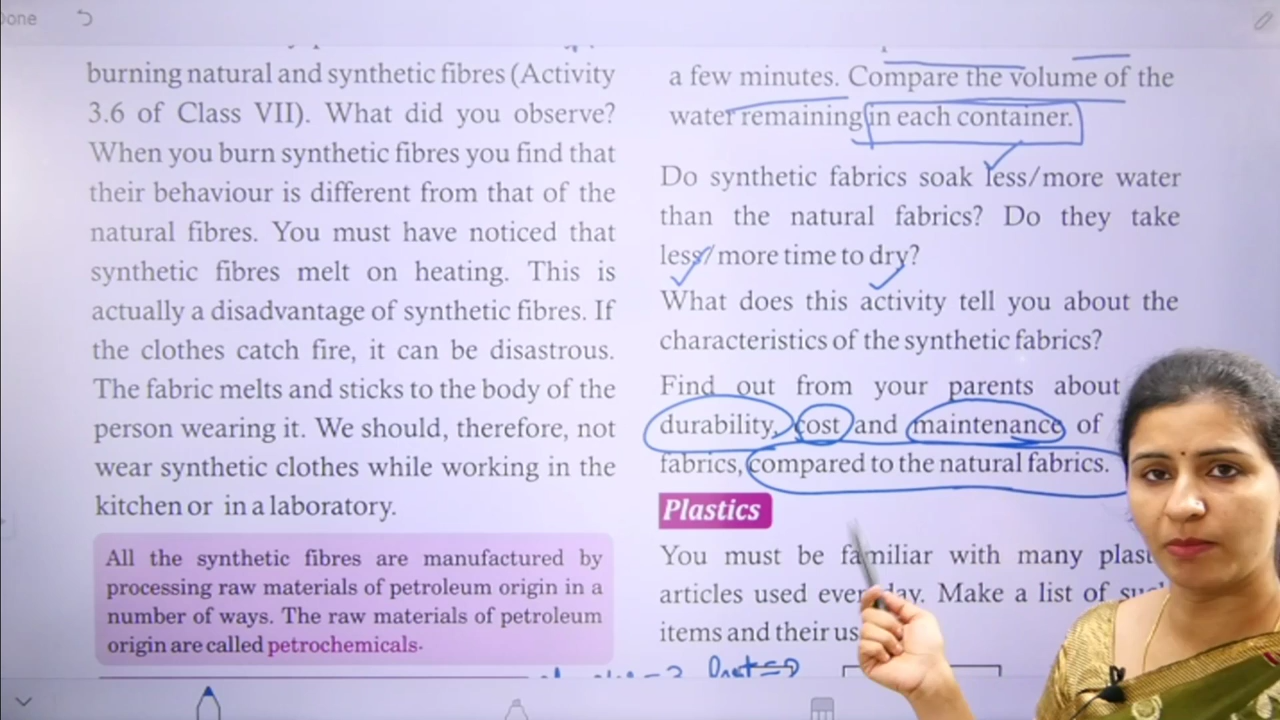 one
burning natural and synthetic fibres (Activity
3.6 of Class VII). What did you observe?
When you burn synthetic fibres you find that
their behaviour is different from that of the
natural fibres. You must have noticed that
synthetic fibres melt on heating. This is
actually a disadvantage of synthetic fibres. If
the clothes catch fire, it can be disastrous.
The fabric melts and sticks to the body of the
person wearing it. We should, therefore, not
wear synthetic clothes while working in the
kitchen or in a laboratory.
All the synthetic fibres are manufactured by
processing raw materials of petroleum origin in a
number of ways. The raw materials of petroleum
origin are called petrochemicals.
a few minutes. Compare the volume of the
water remaining in each container.
Do synthetic fabrics soak less/more water
than the natural fabrics? Do they take
less/more time to dry?
What does this activity tell you about the
characteristics of the synthetic fabrics?
Find out from your parents about
durability, cost and maintenance of
fabrics, compared to the natural fabrics.
Plastics
You must be familiar with many plast
articles used everyday. Make a list of su
items and their us